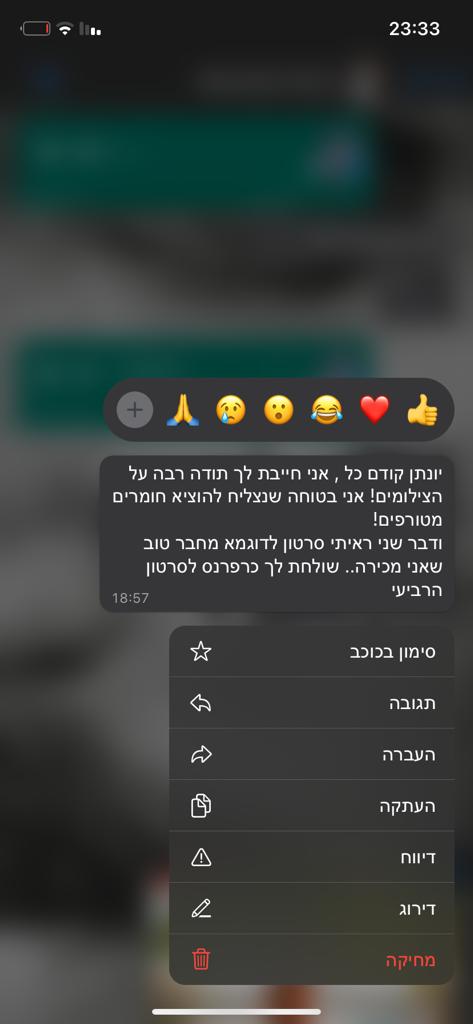 23:33
יונתן קודם כל , אני חייבת לך תודה רבה על
הצילומים! אני בטוחה שנצליח להוציא חומרים
מטורפים!
ודבר שני ראיתי סרטון לדוגמא מחבר טוב
שאני מכירה.. שולחת לך כרפרנס לסרטון
הרביעי
18:57
סימון בכוכב
תגובה
העברה
העתקה
דיווח
דירוג
מחיקה